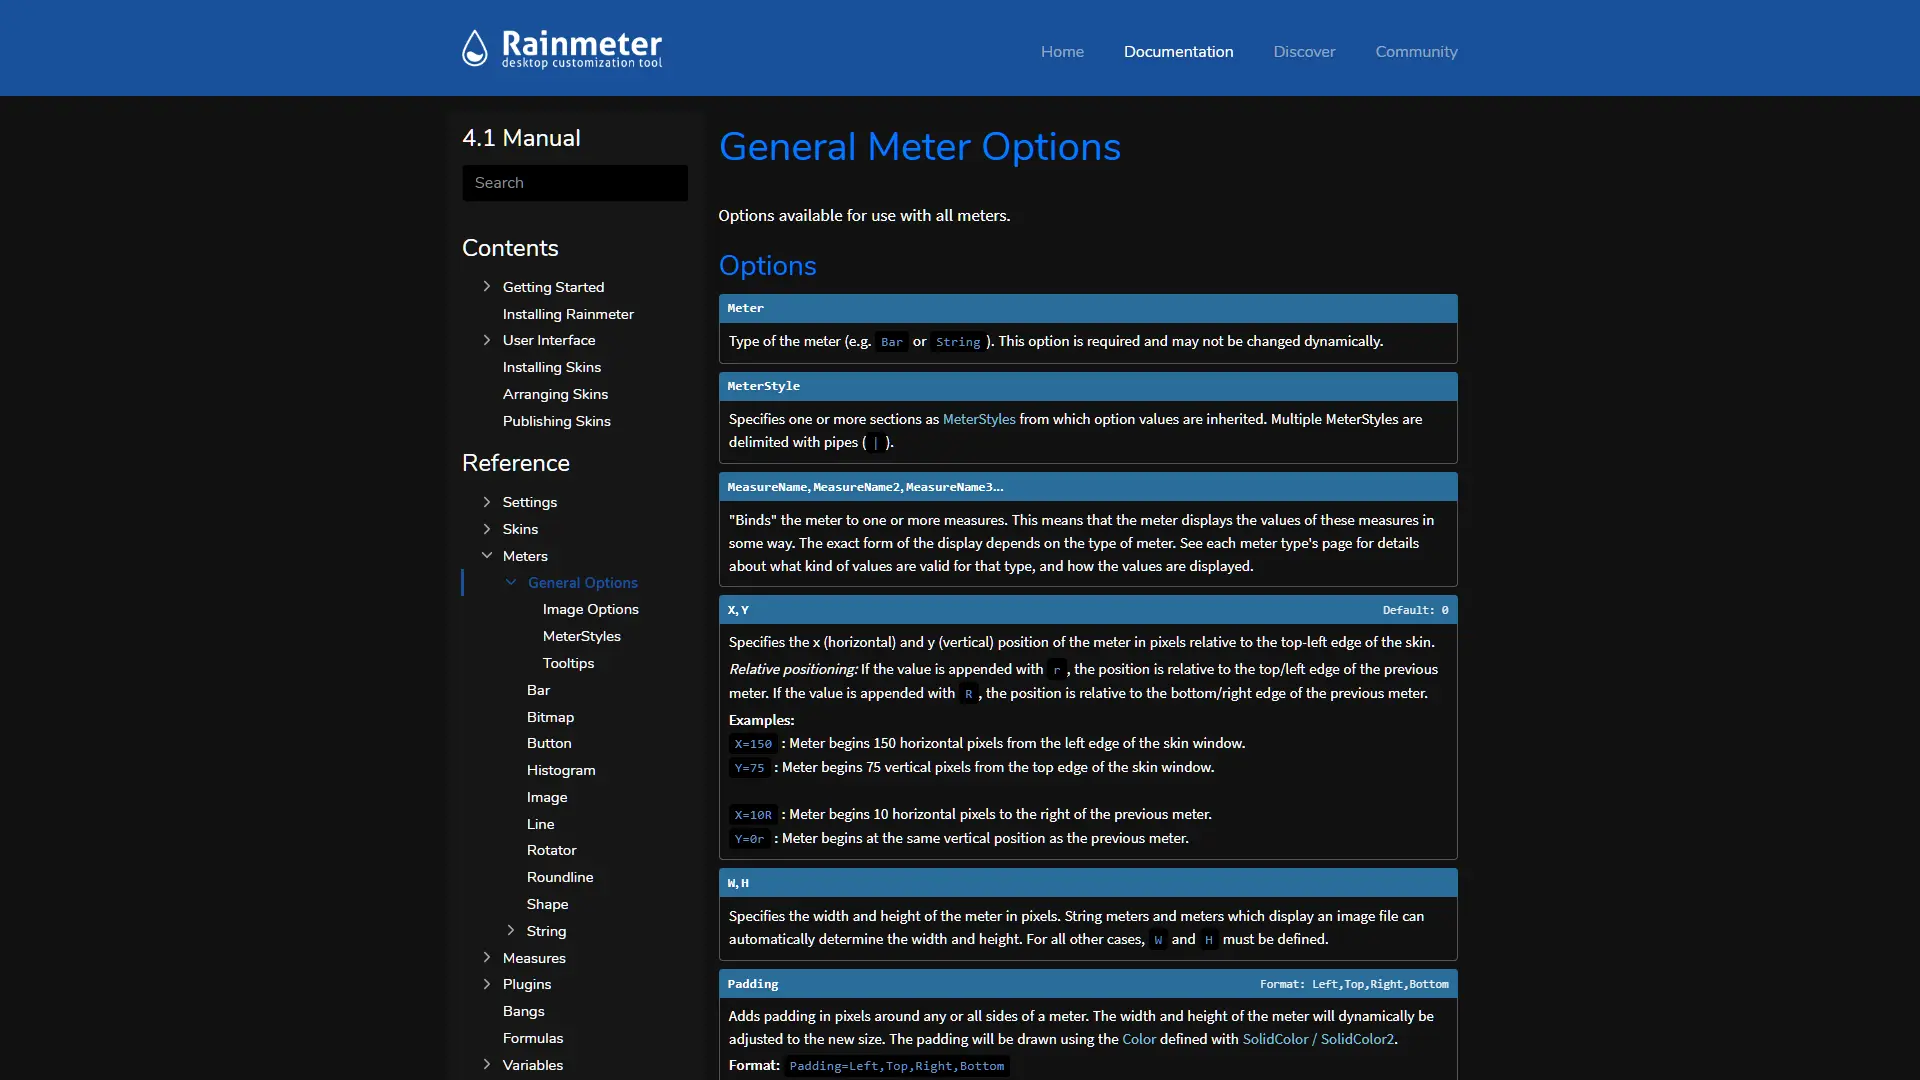 Rainmeter
desktop customization tool
Home
Documentation
Discover
Community
4.1 Manual
Search
Contents
Getting Started
Installing Rainmeter
User Interface
Installing Skins
Arranging Skins
Publishing Skins
Reference
Settings
Skins
Meters
General Options
Image Options
MeterStyles
Tooltips
Bar
Bitmap
Button
Histogram
Image
Line
Rotator
Roundline
Shape
String
Measures
Plugins
Bangs
Formulas
Variables
General Meter Options
Options available for use with all meters.
Options
Meter
Type of the meter (e.g. Bar or String ). This option is required and may not be changed dynamically.
MeterStyle
Specifies one or more sections as MeterStyles from which option values are inherited. Multiple MeterStyles are
delimited with pipes ( | ).
MeasureName, MeasureName2, MeasureName3...
"Binds" the meter to one or more measures. This means that the meter displays the values of these measures in
some way. The exact form of the display depends on the type of meter. See each meter type's page for details
about what kind of values are valid for that type, and how the values are displayed.
X, Y Default: 0
Specifies the x (horizontal) and y (vertical) position of the meter in pixels relative to the top-left edge of the skin.
Relative positioning: If the value is appended with r , the position is relative to the top/left edge of the previous
meter. If the value is appended with R , the position is relative to the bottom/right edge of the previous meter.
Examples:
X=150 : Meter begins 150 horizontal pixels from the left edge of the skin window.
Y=75 : Meter begins 75 vertical pixels from the top edge of the skin window.
X=10R : Meter begins 10 horizontal pixels to the right of the previous meter.
Y=0r : Meter begins at the same vertical position as the previous meter.
W, H
Specifies the width and height of the meter in pixels. String meters and meters which display an image file can
automatically determine the width and height. For all other cases, W and H must be defined.
Padding Format: Left,Top,Right,Bottom
Adds padding in pixels around any or all sides of a meter. The width and height of the meter will dynamically be
adjusted to the new size. The padding will be drawn using the Color defined with SolidColor / SolidColor2.
Format: Padding=Left,Top,Right,Bottom